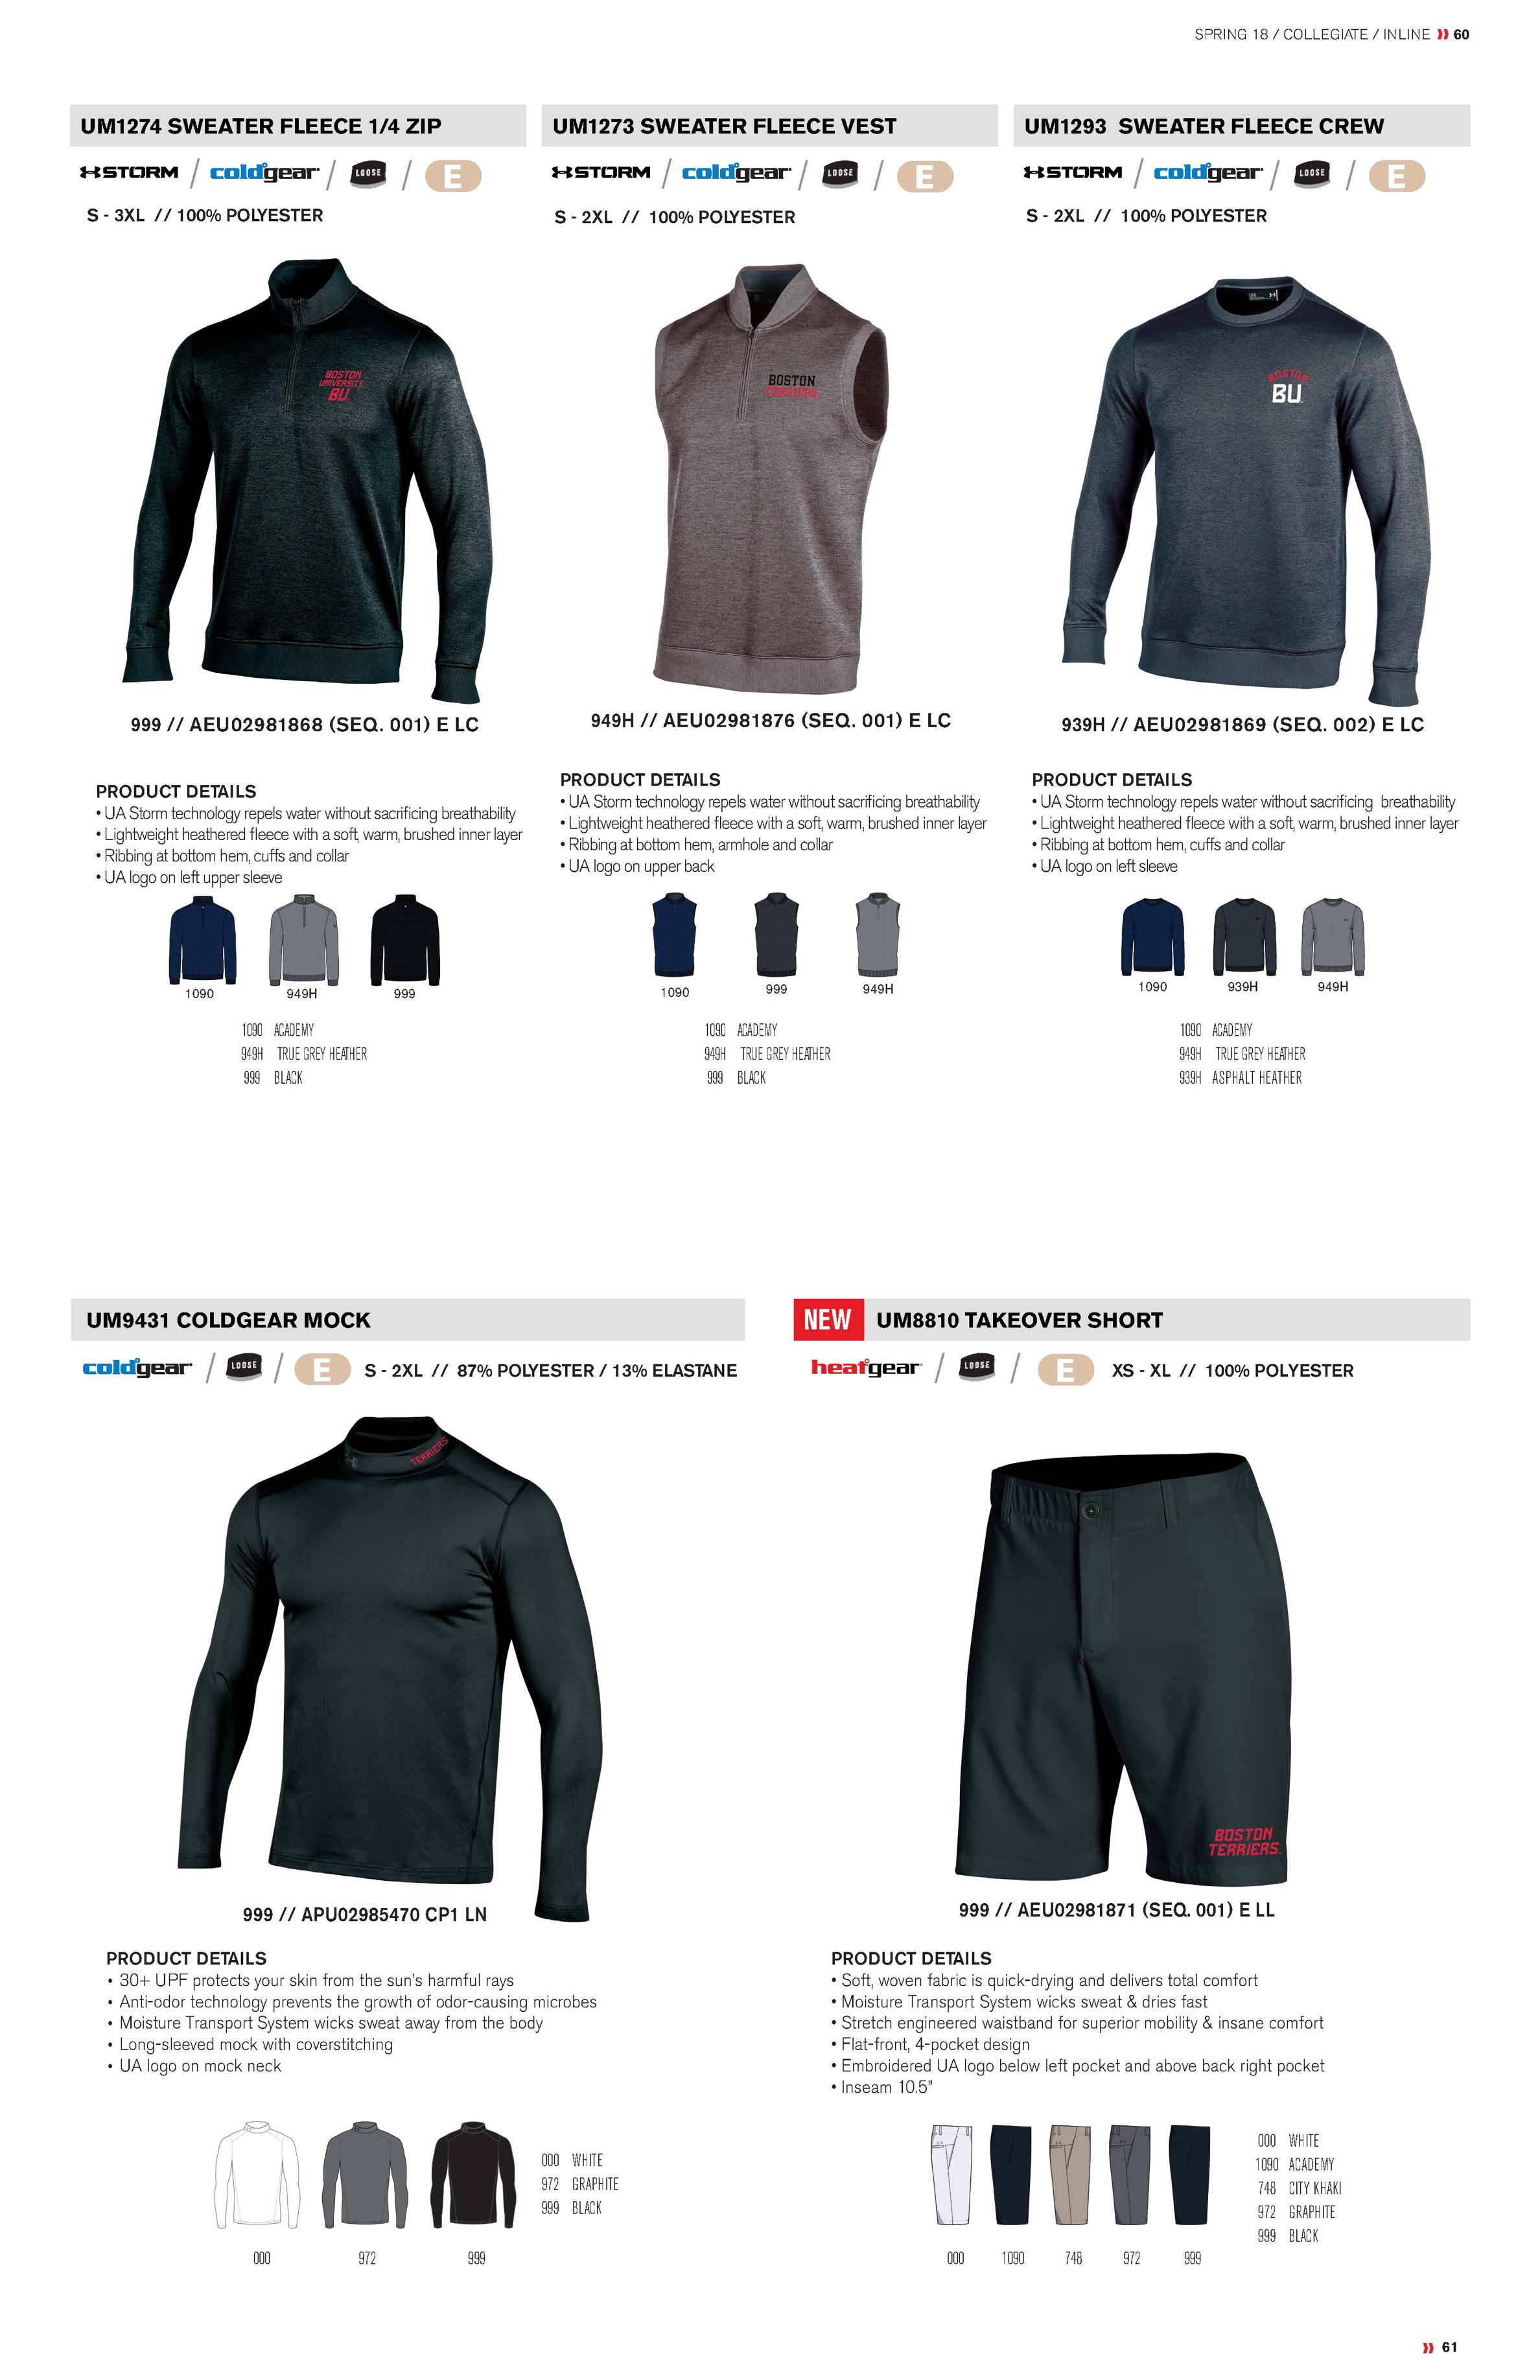 SPRING 18 / COLLEGIATE / INLINE 60
UM1274 SWEATER FLEECE 1/4 ZIP
STORM / coldgear / LOOSE / E
S - 3XL // 100% POLYESTER
BOSTON
UNIVERSITY
BU
999 // AEU02981868 (SEQ. 001) E LC
PRODUCT DETAILS
• UA Storm technology repels water without sacrificing breathability
• Lightweight heathered fleece with a soft, warm, brushed inner layer
• Ribbing at bottom hem, cuffs and collar
• UA logo on left upper sleeve
1090 949H 999
1090 ACADEMY
949H TRUE GREY HEATHER
999 BLACK
UM1273 SWEATER FLEECE VEST
STORM / coldgear / LOOSE / E
S - 2XL // 100% POLYESTER
BOSTON
TERRIERS
949H // AEU02981876 (SEQ. 001) E LC
PRODUCT DETAILS
• UA Storm technology repels water without sacrificing breathability
• Lightweight heathered fleece with a soft, warm, brushed inner layer
• Ribbing at bottom hem, armhole and collar
• UA logo on upper back
1090 999 949H
1090 ACADEMY
949H TRUE GREY HEATHER
999 BLACK
UM1293 SWEATER FLEECE CREW
STORM / coldgear / LOOSE / E
S - 2XL // 100% POLYESTER
BOSTON
BU
939H // AEU02981869 (SEQ. 002) E LC
PRODUCT DETAILS
• UA Storm technology repels water without sacrificing breathability
• Lightweight heathered fleece with a soft, warm, brushed inner layer
• Ribbing at bottom hem, cuffs and collar
• UA logo on left sleeve
1090 939H 949H
1090 ACADEMY
949H TRUE GREY HEATHER
939H ASPHALT HEATHER
UM9431 COLDGEAR MOCK
coldgear / LOOSE / E S - 2XL // 87% POLYESTER / 13% ELASTANE
TERRIERS
999 // APU02985470 CP1 LN
PRODUCT DETAILS
• 30+ UPF protects your skin from the sun's harmful rays
• Anti-odor technology prevents the growth of odor-causing microbes
• Moisture Transport System wicks sweat away from the body
• Long-sleeved mock with coverstitching
• UA logo on mock neck
000 WHITE
972 GRAPHITE
999 BLACK
000 972 999
NEW UM8810 TAKEOVER SHORT
heatgear / LOOSE / E XS - XL // 100% POLYESTER
BOSTON
TERRIERS
999 // AEU02981871 (SEQ. 001) E LL
PRODUCT DETAILS
• Soft, woven fabric is quick-drying and delivers total comfort
• Moisture Transport System wicks sweat & dries fast
• Stretch engineered waistband for superior mobility & insane comfort
• Flat-front, 4-pocket design
• Embroidered UA logo below left pocket and above back right pocket
• Inseam 10.5"
000 WHITE
1090 ACADEMY
748 CITY KHAKI
972 GRAPHITE
999 BLACK
000 1090 748 972 999
61